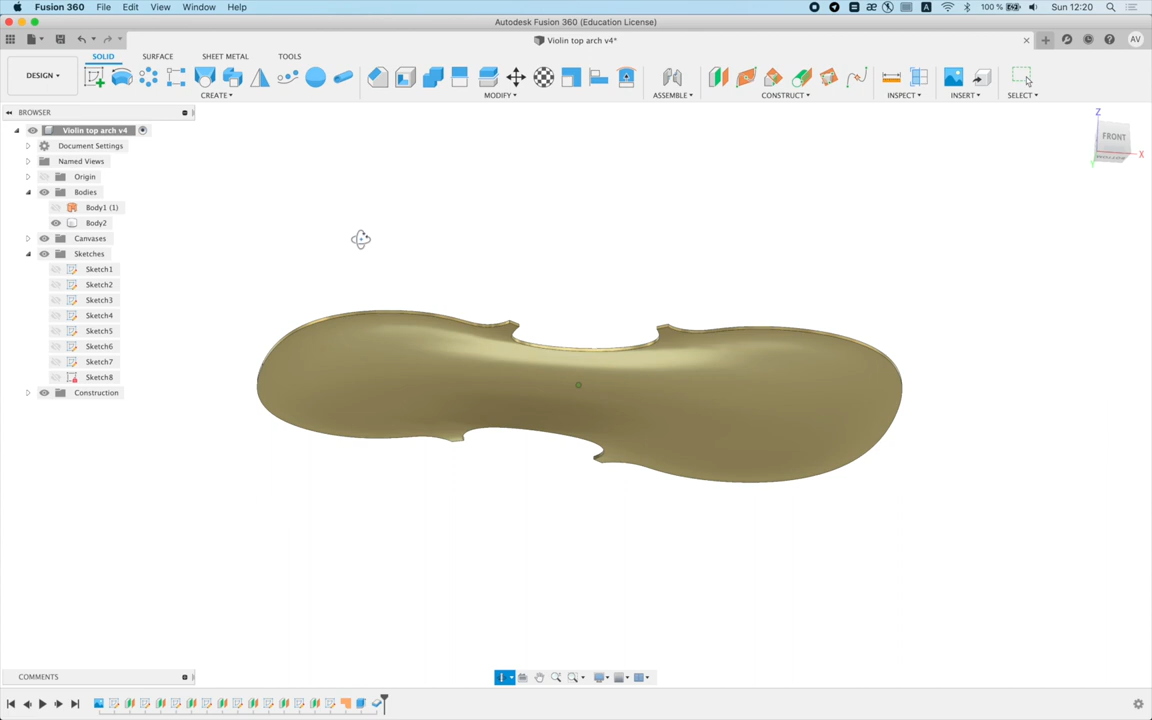 Fusion 360 File Edit View Window Help æ A 100 % Sun 12:20
Autodesk Fusion 360 (Education License)
Violin top arch v4*
AV
SOLID SURFACE SHEET METAL TOOLS
DESIGN
CREATE MODIFY ASSEMBLE CONSTRUCT INSPECT INSERT SELECT
BROWSER
Violin top arch v4
Document Settings
Named Views
Origin
Bodies
Body1 (1)
Body2
Canvases
Sketches
Sketch1
Sketch2
Sketch3
Sketch4
Sketch5
Sketch6
Sketch7
Sketch8
Construction
Z
FRONT
X
Y
COMMENTS